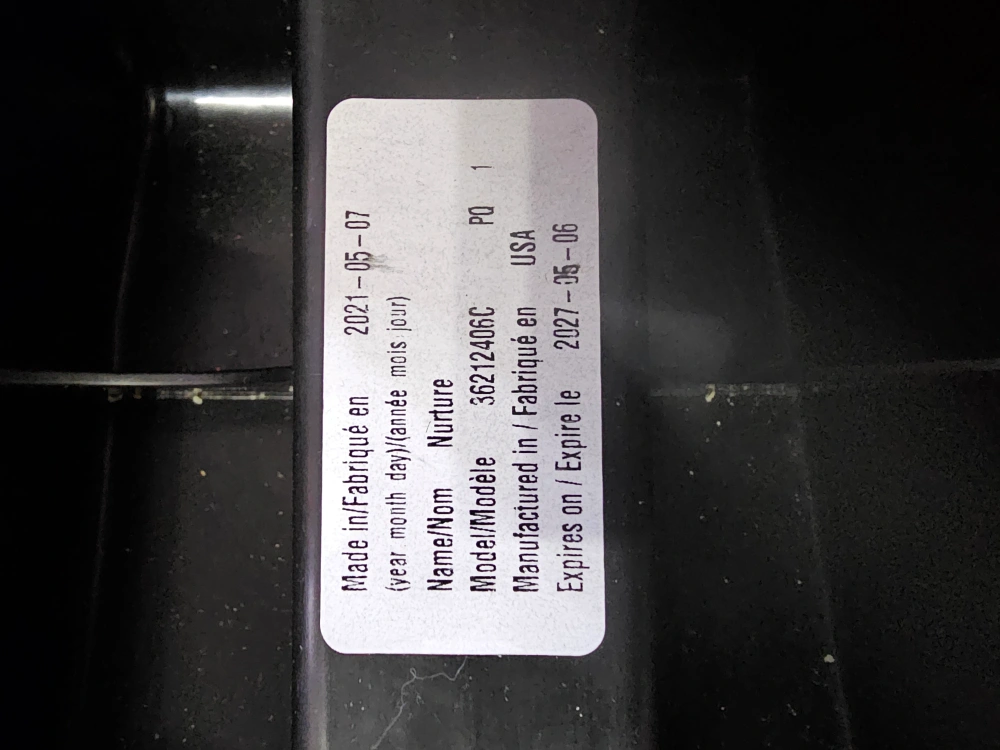 Made in/Fabriqué en 2021-05-07
(year month day)/(année mois jour)
Name/Nom Nurture
Model/Modèle 36212406C PQ 1
Manufactured in / Fabriqué en USA
Expires on / Expire le 2027-05-06